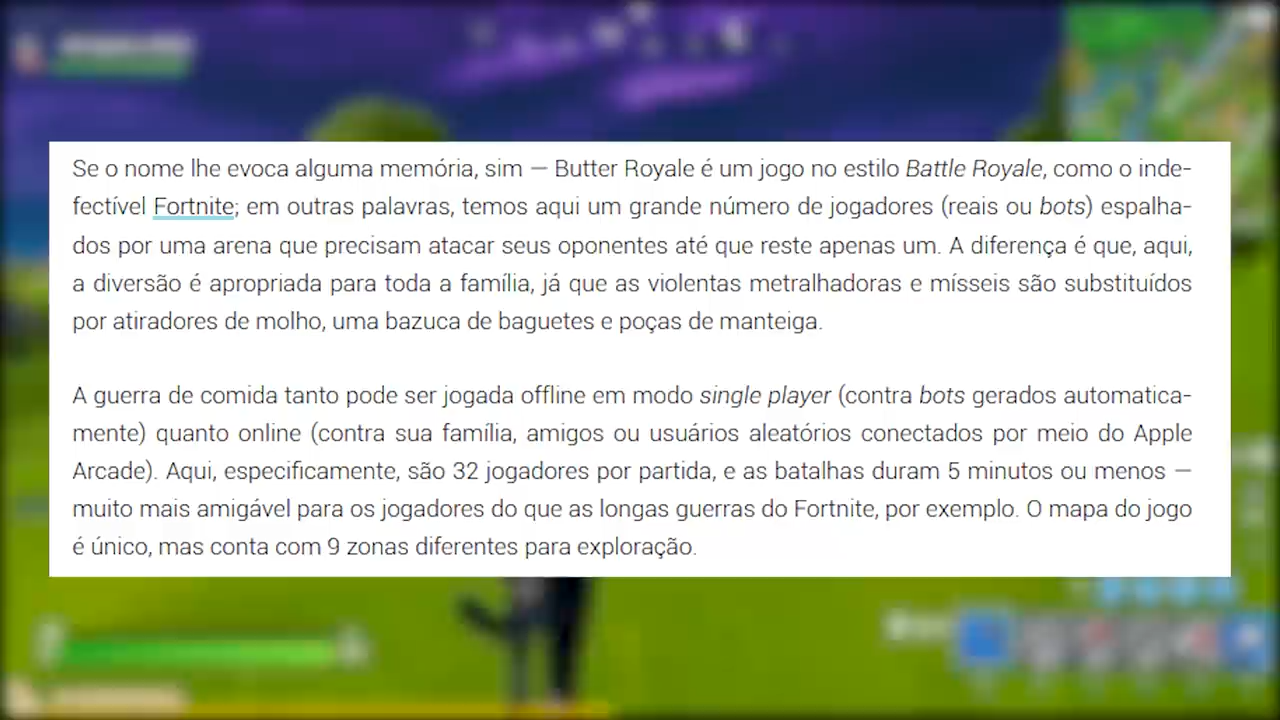 Se o nome lhe evoca alguma memória, sim — Butter Royale é um jogo no estilo Battle Royale, como o inde-
fectível Fortnite; em outras palavras, temos aqui um grande número de jogadores (reais ou bots) espalha-
dos por uma arena que precisam atacar seus oponentes até que reste apenas um. A diferença é que, aqui,
a diversão é apropriada para toda a família, já que as violentas metralhadoras e mísseis são substituídos
por atiradores de molho, uma bazuca de baguetes e poças de manteiga.
A guerra de comida tanto pode ser jogada offline em modo single player (contra bots gerados automatica-
mente) quanto online (contra sua família, amigos ou usuários aleatórios conectados por meio do Apple
Arcade). Aqui, especificamente, são 32 jogadores por partida, e as batalhas duram 5 minutos ou menos —
muito mais amigável para os jogadores do que as longas guerras do Fortnite, por exemplo. O mapa do jogo
é único, mas conta com 9 zonas diferentes para exploração.